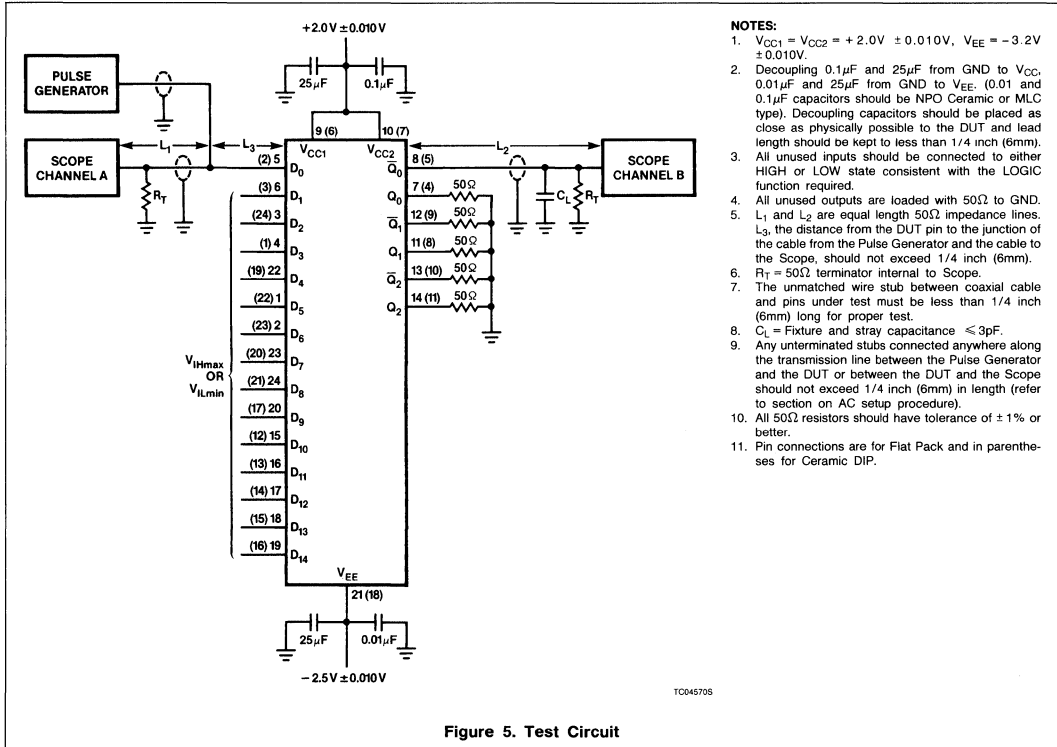 +2.0V ±0.010V
25μF
0.1μF
PULSE
GENERATOR
SCOPE
CHANNEL A
L1
L3
RT
9 (6)
10 (7)
VCC1
VCC2
L2
SCOPE
CHANNEL B
CL
RT
(2) 5
D0
(3) 6
D1
(24) 3
D2
(1) 4
D3
(19) 22
D4
(22) 1
D5
(23) 2
D6
(20) 23
D7
(21) 24
D8
(17) 20
D9
(12) 15
D10
(13) 16
D11
(14) 17
D12
(15) 18
D13
(16) 19
D14
VIHmax
OR
VILmin
Q̅0
8 (5)
Q0
7 (4)
50Ω
Q̅1
12 (9)
50Ω
Q1
11 (8)
50Ω
Q̅2
13 (10)
50Ω
Q2
14 (11)
50Ω
VEE
21 (18)
25μF
0.01μF
−2.5V ±0.010V
NOTES:
1. VCC1 = VCC2 = +2.0V ±0.010V, VEE = −3.2V
±0.010V.
2. Decoupling 0.1μF and 25μF from GND to VCC,
0.01μF and 25μF from GND to VEE. (0.01 and
0.1μF capacitors should be NPO Ceramic or MLC
type). Decoupling capacitors should be placed as
close as physically possible to the DUT and lead
length should be kept to less than 1/4 inch (6mm).
3. All unused inputs should be connected to either
HIGH or LOW state consistent with the LOGIC
function required.
4. All unused outputs are loaded with 50Ω to GND.
5. L1 and L2 are equal length 50Ω impedance lines.
L3, the distance from the DUT pin to the junction of
the cable from the Pulse Generator and the cable to
the Scope, should not exceed 1/4 inch (6mm).
6. RT = 50Ω terminator internal to Scope.
7. The unmatched wire stub between coaxial cable
and pins under test must be less than 1/4 inch
(6mm) long for proper test.
8. CL = Fixture and stray capacitance ≤ 3pF.
9. Any unterminated stubs connected anywhere along
the transmission line between the Pulse Generator
and the DUT or between the DUT and the Scope
should not exceed 1/4 inch (6mm) in length (refer
to section on AC setup procedure).
10. All 50Ω resistors should have tolerance of ±1% or
better.
11. Pin connections are for Flat Pack and in parenthe-
ses for Ceramic DIP.
TC04570S
Figure 5. Test Circuit